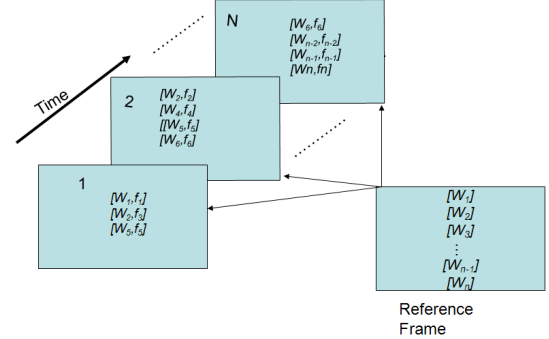 N
[W6,f6]
[Wn-2,fn-2]
[Wn-1,fn-1]
[Wn,fn]
Time
2
[W2,f2]
[W4,f4]
[[W5,f5]
[W6,f6]
1
[W1,f1]
[W2,f3]
[W5,f5]
[W1]
[W2]
[W3]
⋮
[Wn-1]
[Wn]
Reference
Frame